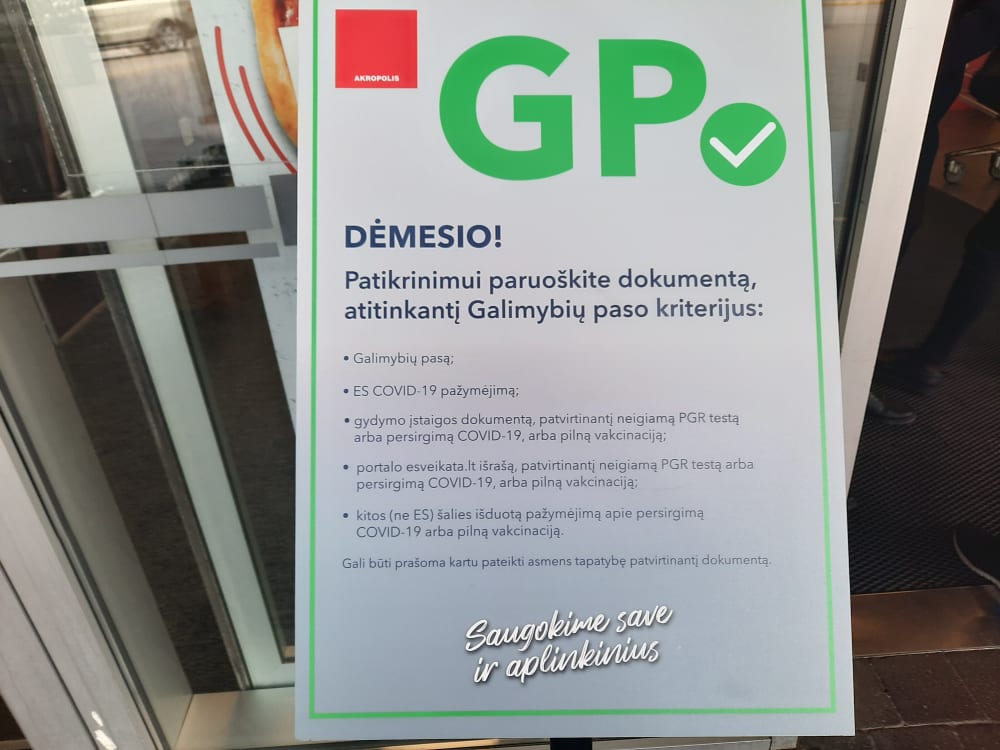 AKROPOLIS
GP
DĖMESIO!
Patikrinimui paruoškite dokumentą,
atitinkantį Galimybių paso kriterijus:
• Galimybių pasą;
• ES COVID-19 pažymėjimą;
• gydymo įstaigos dokumentą, patvirtinantį neigiamą PGR testą
arba persirgimą COVID-19, arba pilną vakcinaciją;
• portalo esveikata.lt išrašą, patvirtinantį neigiamą PGR testą arba
persirgimą COVID-19, arba pilną vakcinaciją;
• kitos (ne ES) šalies išduotą pažymėjimą apie persirgimą
COVID-19 arba pilną vakcinaciją.
Gali būti prašoma kartu pateikti asmens tapatybę patvirtinantį dokumentą.
Saugokime save
ir aplinkinius